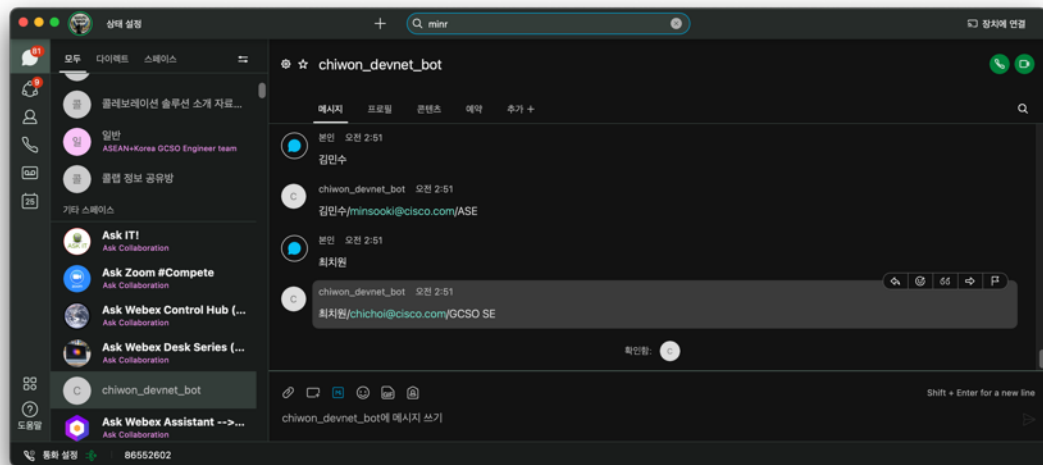 상태 설정
minr
장치에 연결
81
모두 다이렉트 스페이스
chiwon_devnet_bot
9
콜
콜레보레이션 솔루션 소개 자료...
메시지 프로필 콘텐츠 예약 추가 +
일
일반
ASEAN+Korea GCSO Engineer team
콜
콜랩 정보 공유방
25
기타 스페이스
ASK IT
Ask IT!
Ask Collaboration
Ask Zoom #Compete
Ask Collaboration
Ask Webex Control Hub (...
Ask Collaboration
Ask Webex Desk Series (...
Ask Collaboration
C
chiwon_devnet_bot
Ask Webex Assistant -->...
Ask Collaboration
도움말
본인 오전 2:51
김민수
C
chiwon_devnet_bot 오전 2:51
김민수/minsooki@cisco.com/ASE
본인 오전 2:51
최치원
C
chiwon_devnet_bot 오전 2:51
최치원/chichoi@cisco.com/GCSO SE
확인함: C
Shift + Enter for a new line
chiwon_devnet_bot에 메시지 쓰기
통화 설정
86552602